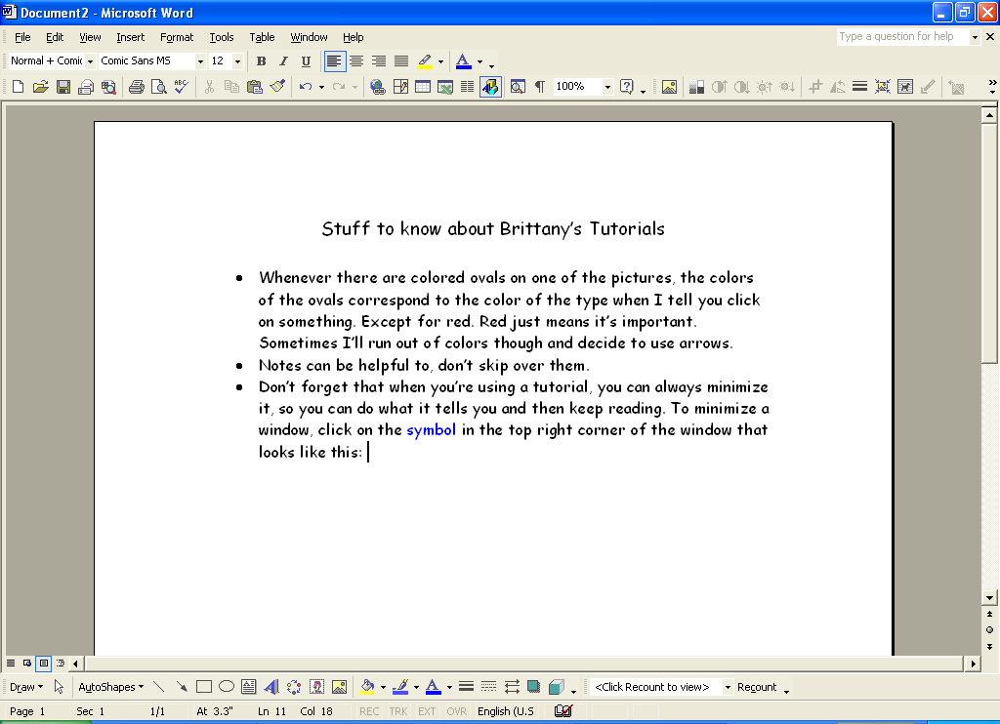 Document2 - Microsoft Word
File Edit View Insert Format Tools Table Window Help Type a question for help
Normal + Comic Comic Sans MS 12 B I U A
ABC 100% ?
Stuff to know about Brittany's Tutorials
• Whenever there are colored ovals on one of the pictures, the colors
of the ovals correspond to the color of the type when I tell you click
on something. Except for red. Red just means it's important.
Sometimes I'll run out of colors though and decide to use arrows.
• Notes can be helpful to, don't skip over them.
• Don't forget that when you're using a tutorial, you can always minimize
it, so you can do what it tells you and then keep reading. To minimize a
window, click on the symbol in the top right corner of the window that
looks like this:
Draw AutoShapes A A <Click Recount to view> Recount
Page 1 Sec 1 1/1 At 3.3" Ln 11 Col 18 REC TRK EXT OVR English (U.S